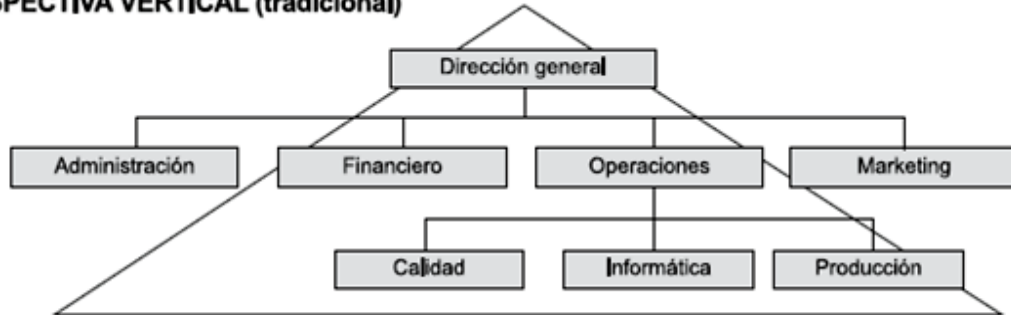 SPECTIVA VERTICAL (tradicional)
Dirección general
Administración Financiero Operaciones Marketing
Calidad Informática Producción